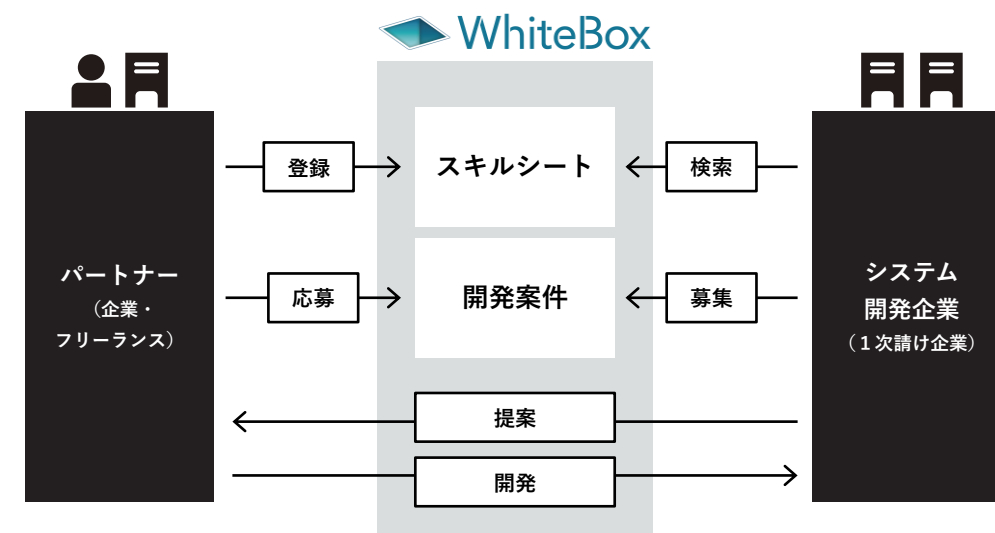 WhiteBox
パートナー
（企業・
フリーランス）
登録
スキルシート
検索
応募
開発案件
募集
提案
開発
システム
開発企業
（１次請け企業）